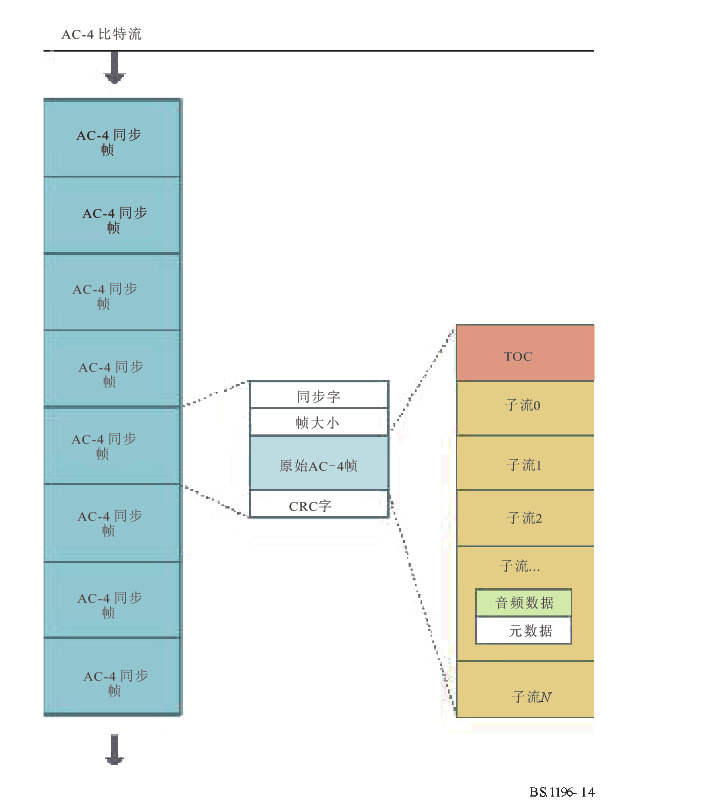 AC-4 比特流
AC-4 同步
帧
AC-4 同步
帧
AC-4 同步
帧
AC-4 同步
帧
AC-4 同步
帧
AC-4 同步
帧
AC-4 同步
帧
AC-4 同步
帧
同步字
帧大小
原始AC-4帧
CRC字
TOC
子流0
子流1
子流2
子流...
音频数据
元数据
子流N
BS.1196-14